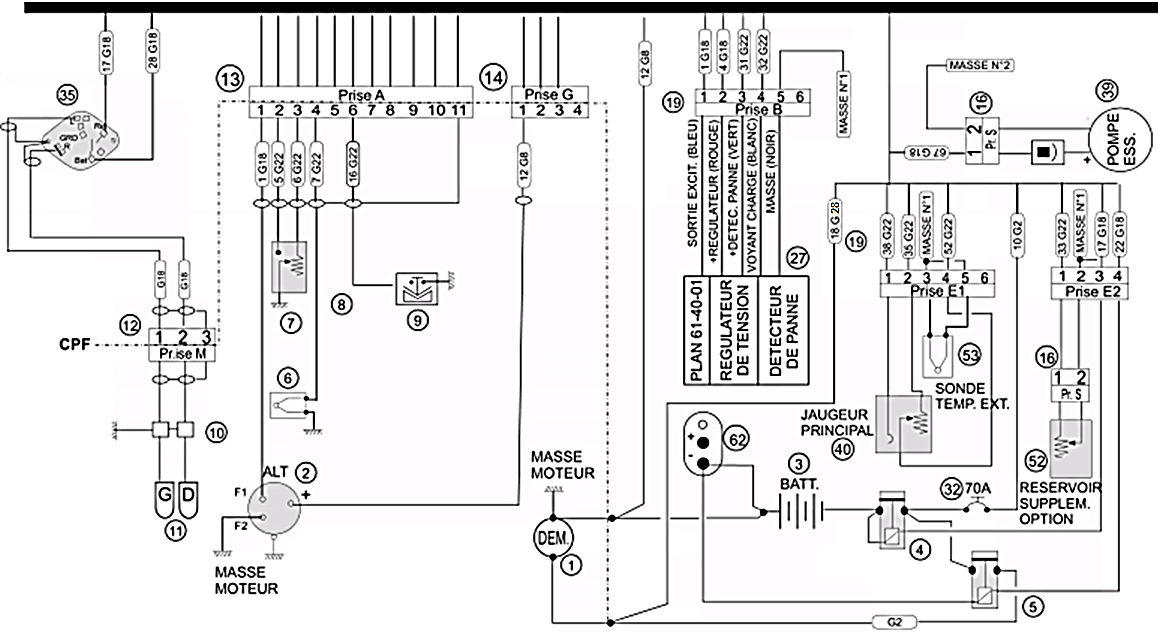 17 G18
28 G18
35
L
RxI
GRD
R
Bat
13
Prise A
1 2 3 4 5 6 7 8 9 10 11
14
Prise G
1 2 3 4
1 G18
5 G22
6 G22
7 G22
16 G22
12 G8
12 G8
19
1 G18
4 G18
31 G22
32 G22
1 2 3 4 5 6
Prise B
MASSE N°1
SORTIE EXCIT. (BLEU)
+REGULATEUR (ROUGE)
+DETEC. PANNE (VERT)
VOYANT CHARGE (BLANC)
MASSE (NOIR)
27
PLAN 61-40-01
REGULATEUR
DE TENSION
DETECTEUR
DE PANNE
MASSE N°2
16
2
1
Pr. S
67 G18
39
POMPE
ESS.
+
18 G 28
19
38 G22
35 G22
MASSE N°1
52 G22
10 G2
33 G22
MASSE N°1
17 G18
22 G18
1 2 3 4 5 6
Prise E1
1 2 3 4
Prise E2
53
SONDE
TEMP. EXT.
16
1 2
Pr. S
JAUGEUR
PRINCIPAL
40
52
RESERVOIR
SUPPLEM.
OPTION
G18
G18
12
1 2 3
CPF
Prise M
10
G
D
11
7
8
9
6
ALT
2
F1
+
F2
MASSE
MOTEUR
MASSE
MOTEUR
DEM.
1
62
+
-
3
BATT.
32
70A
4
5
G2